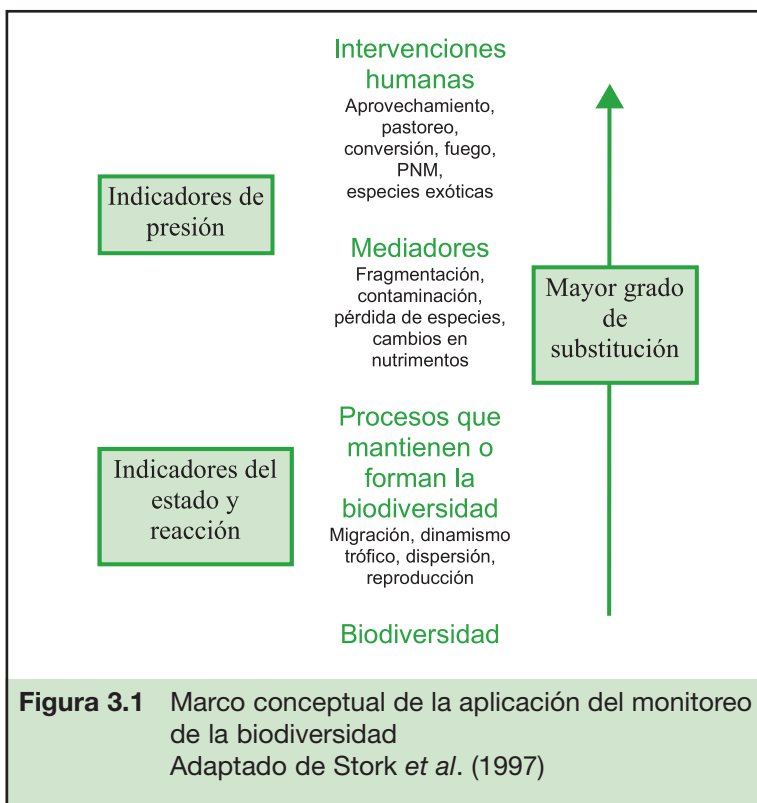 Intervenciones
humanas
Aprovechamiento,
pastoreo,
conversión, fuego,
PNM,
especies exóticas
Indicadores de
presión
Mediadores
Fragmentación,
contaminación,
pérdida de especies,
cambios en
nutrimentos
Mayor grado
de
substitución
Procesos que
mantienen o
forman la
biodiversidad
Migración, dinamismo
trófico, dispersión,
reproducción
Indicadores del
estado y
reacción
Biodiversidad
Figura 3.1 Marco conceptual de la aplicación del monitoreo
de la biodiversidad
Adaptado de Stork et al. (1997)